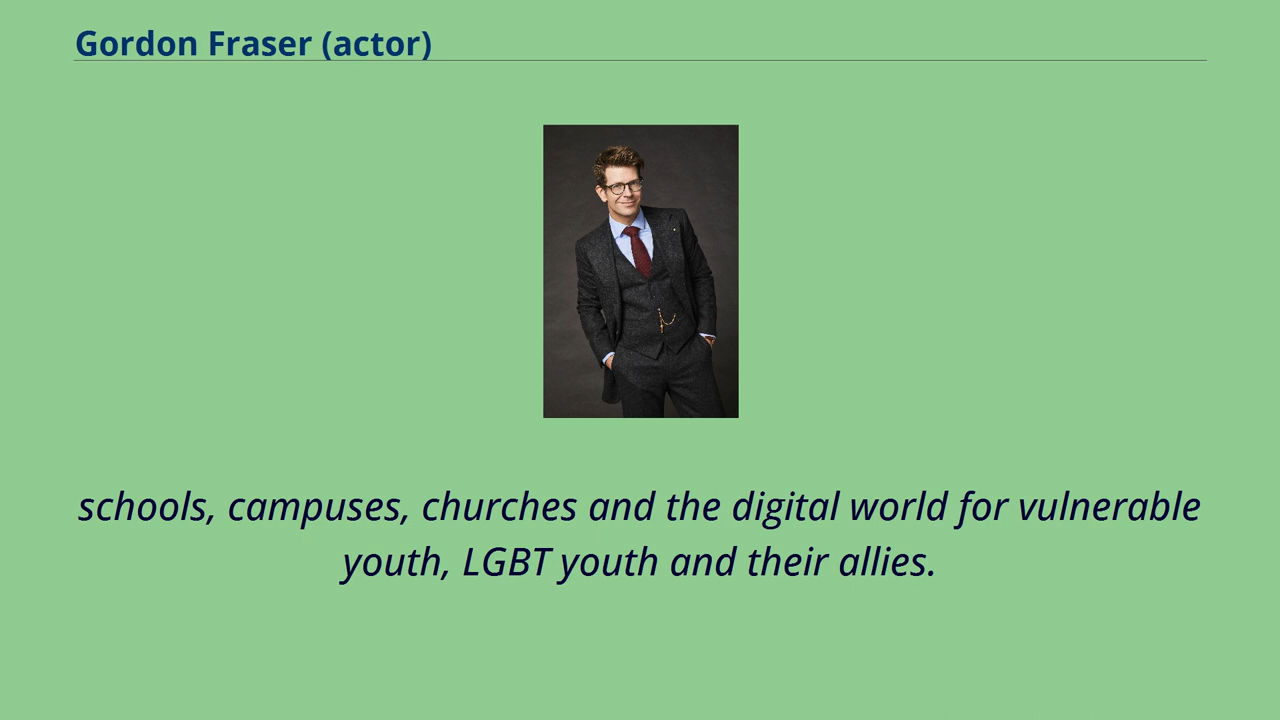 Gordon Fraser (actor)
schools, campuses, churches and the digital world for vulnerable
youth, LGBT youth and their allies.